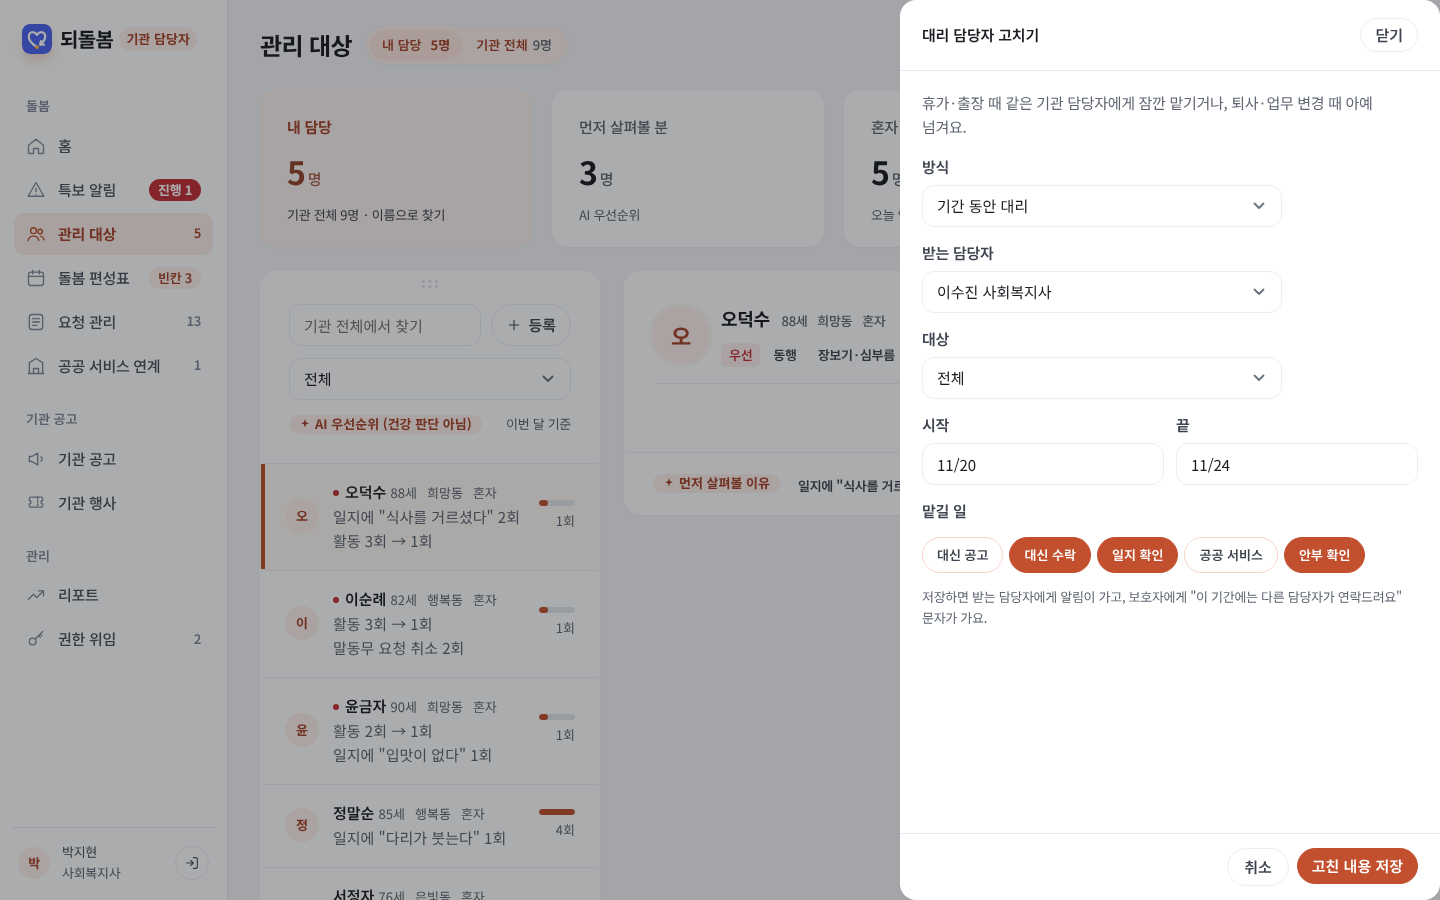 되돌봄 기관 담당자
돌봄
홈
특보 알림 진행 1
관리 대상 5
돌봄 편성표 빈칸 3
요청 관리 13
공공 서비스 연계 1
기관 공고
기관 공고
기관 행사
관리
리포트
권한 위임 2
박 박지현
사회복지사
관리 대상 내 담당 5명 기관 전체 9명
내 담당
5명
기관 전체 9명 · 이름으로 찾기
먼저 살펴볼 분
3명
AI 우선순위
혼자
5
오늘
기관 전체에서 찾기 + 등록
전체
AI 우선순위 (건강 판단 아님) 이번 달 기준
오 오덕수 88세 희망동 혼자
일지에 "식사를 거르셨다" 2회
활동 3회 → 1회
1회
이 이순례 82세 행복동 혼자
활동 3회 → 1회
말동무 요청 취소 2회
1회
윤 윤금자 90세 희망동 혼자
활동 2회 → 1회
일지에 "입맛이 없다" 1회
1회
정 정말순 85세 행복동 혼자
일지에 "다리가 붓는다" 1회
4회
서정자 76세 은빛동 혼자
오 오덕수 88세 희망동 혼자
우선 동행 장보기·심부름
먼저 살펴볼 이유 일지에 "식사를 거르
대리 담당자 고치기 닫기
휴가·출장 때 같은 기관 담당자에게 잠깐 맡기거나, 퇴사·업무 변경 때 아예
넘겨요.
방식
기간 동안 대리
받는 담당자
이수진 사회복지사
대상
전체
시작 끝
11/20 11/24
맡길 일
대신 공고 대신 수락 일지 확인 공공 서비스 안부 확인
저장하면 받는 담당자에게 알림이 가고, 보호자에게 "이 기간에는 다른 담당자가 연락드려요"
문자가 가요.
취소 고친 내용 저장